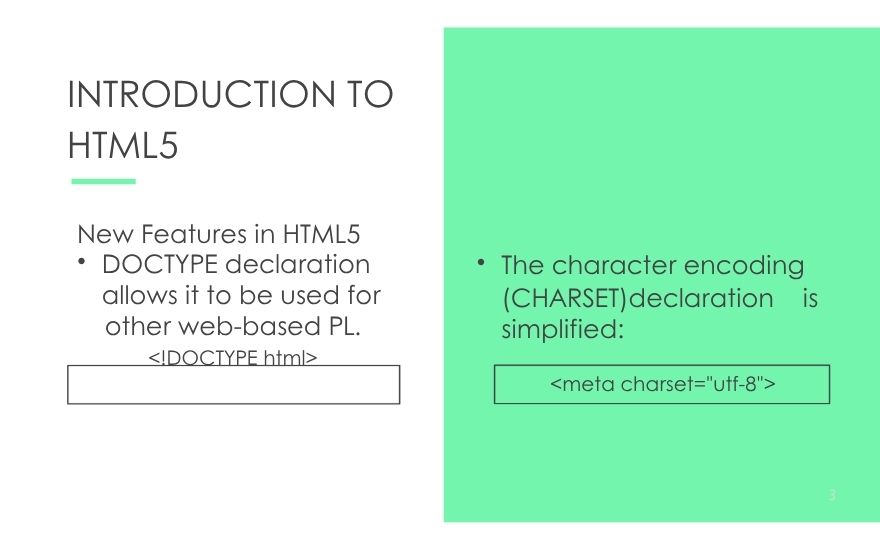 INTRODUCTION TO
HTML5
New Features in HTML5
• DOCTYPE declaration
allows it to be used for
other web-based PL.
<!DOCTYPE html>
• The character encoding
(CHARSET)declaration is
simplified:
<meta charset="utf-8">
3